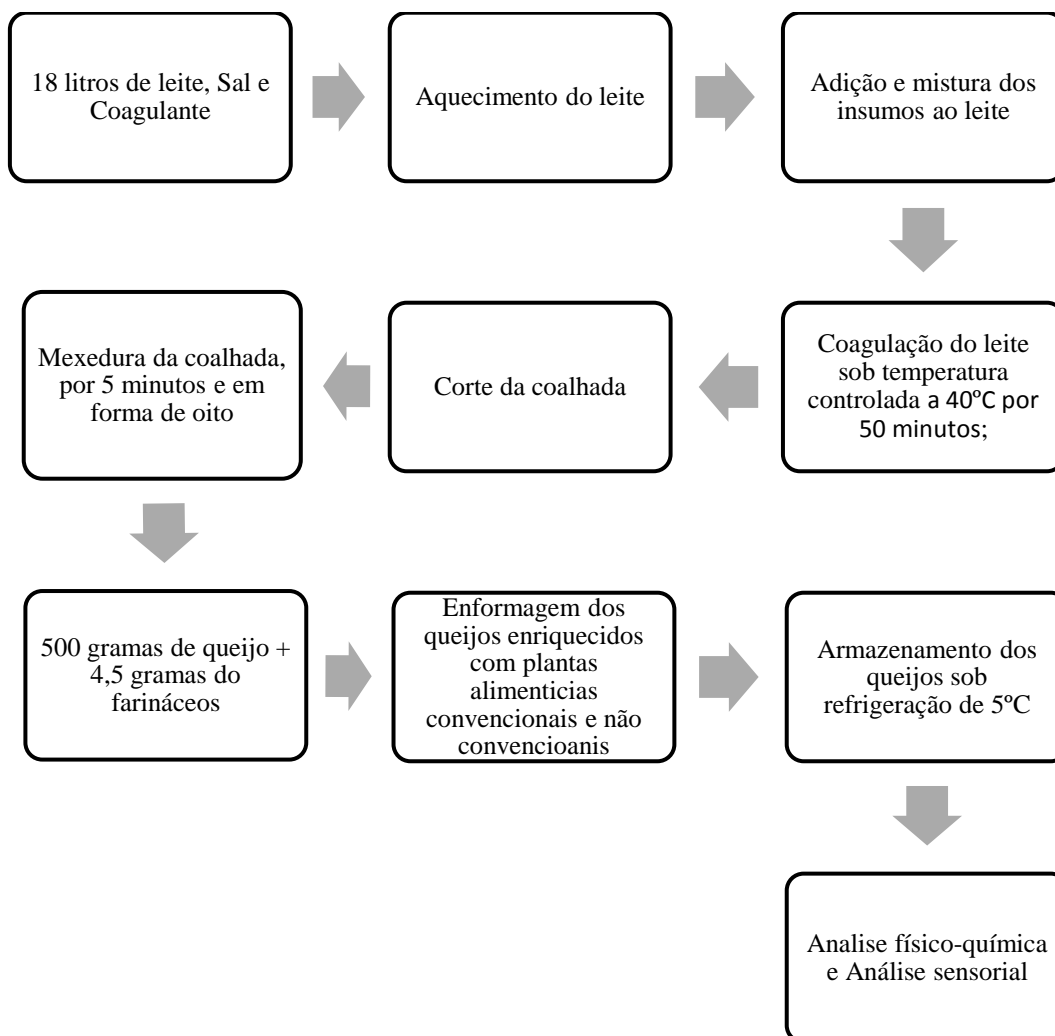 18 litros de leite, Sal e
Coagulante
Aquecimento do leite
Adição e mistura dos
insumos ao leite
Coagulação do leite
sob temperatura
controlada a 40ºC por
50 minutos;
Corte da coalhada
Mexedura da coalhada,
por 5 minutos e em
forma de oito
500 gramas de queijo +
4,5 gramas do
farináceos
Enformagem dos
queijos enriquecidos
com plantas
alimenticias
convencionais e não
convencioanis
Armazenamento dos
queijos sob
refrigeração de 5ºC
Analise físico-química
e Análise sensorial